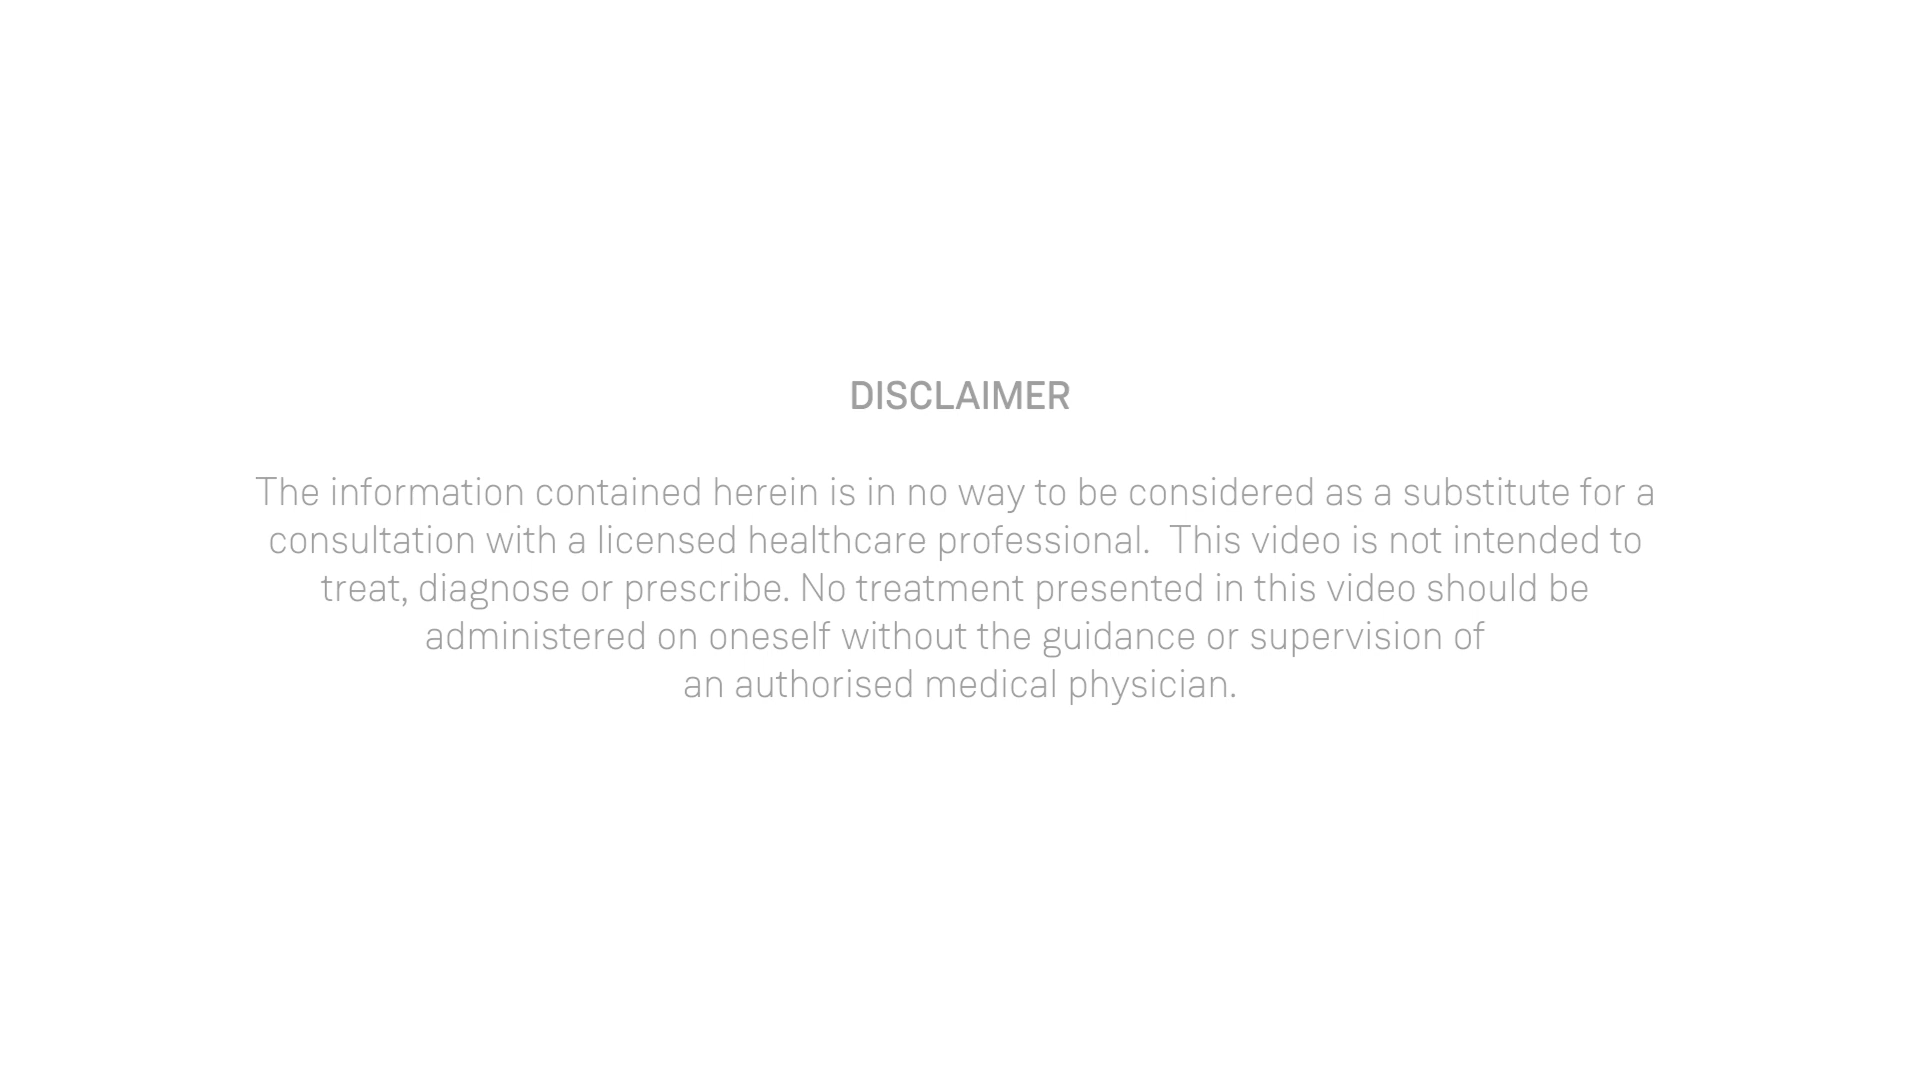 DISCLAIMER
The information contained herein is in no way to be considered as a substitute for a
consultation with a licensed healthcare professional.  This video is not intended to
treat, diagnose or prescribe. No treatment presented in this video should be
administered on oneself without the guidance or supervision of
an authorised medical physician.